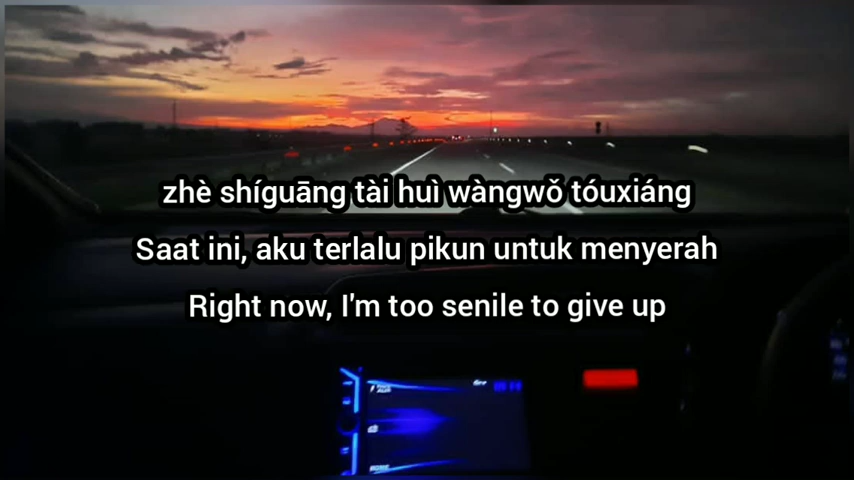 zhè shíguāng tài huì wàngwǒ tóuxiáng
Saat ini, aku terlalu pikun untuk menyerah
Right now, I'm too senile to give up